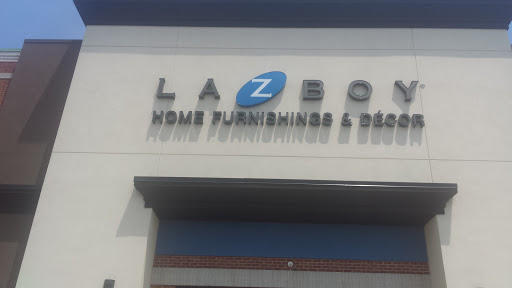 LA Z BOY®
HOME FURNISHINGS & DÉCOR